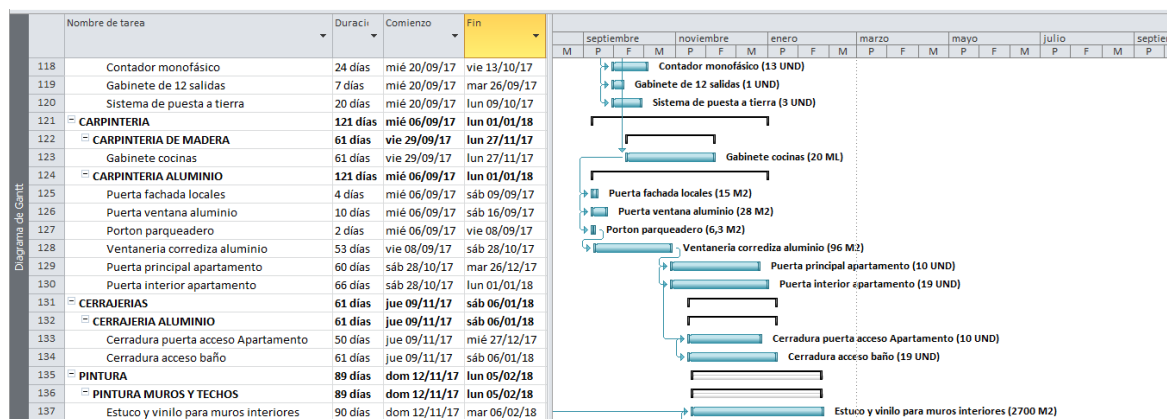 Nombre de tarea Duració Comienzo Fin
septiembre noviembre enero marzo mayo julio septie
M P F M P F M P F M P F M P F M P F M P
118 Contador monofásico 24 días mié 20/09/17 vie 13/10/17 Contador monofásico (13 UND)
119 Gabinete de 12 salidas 7 días mié 20/09/17 mar 26/09/17 Gabinete de 12 salidas (1 UND)
120 Sistema de puesta a tierra 20 días mié 20/09/17 lun 09/10/17 Sistema de puesta a tierra (3 UND)
121 CARPINTERIA 121 días mié 06/09/17 lun 01/01/18
122 CARPINTERIA DE MADERA 61 días vie 29/09/17 lun 27/11/17
123 Gabinete cocinas 61 días vie 29/09/17 lun 27/11/17 Gabinete cocinas (20 ML)
124 CARPINTERIA ALUMINIO 121 días mié 06/09/17 lun 01/01/18
125 Puerta fachada locales 4 días mié 06/09/17 sáb 09/09/17 Puerta fachada locales (15 M2)
126 Puerta ventana aluminio 10 días mié 06/09/17 sáb 16/09/17 Puerta ventana aluminio (28 M2)
127 Porton parqueadero 2 días mié 06/09/17 vie 08/09/17 Porton parqueadero (6,3 M2)
128 Ventaneria corrediza aluminio 53 días vie 08/09/17 sáb 28/10/17 Ventaneria corrediza aluminio (96 M2)
129 Puerta principal apartamento 60 días sáb 28/10/17 mar 26/12/17 Puerta principal apartamento (10 UND)
130 Puerta interior apartamento 66 días sáb 28/10/17 lun 01/01/18 Puerta interior apartamento (19 UND)
131 CERRAJERIAS 61 días jue 09/11/17 sáb 06/01/18
132 CERRAJERIA ALUMINIO 61 días jue 09/11/17 sáb 06/01/18
133 Cerradura puerta acceso Apartamento 50 días jue 09/11/17 mié 27/12/17 Cerradura puerta acceso Apartamento (10 UND)
134 Cerradura acceso baño 61 días jue 09/11/17 sáb 06/01/18 Cerradura acceso baño (19 UND)
135 PINTURA 89 días dom 12/11/17 lun 05/02/18
136 PINTURA MUROS Y TECHOS 89 días dom 12/11/17 lun 05/02/18
137 Estuco y vinilo para muros interiores 90 días dom 12/11/17 mar 06/02/18 Estuco y vinilo para muros interiores (2700 M2)
Diagrama de Gantt